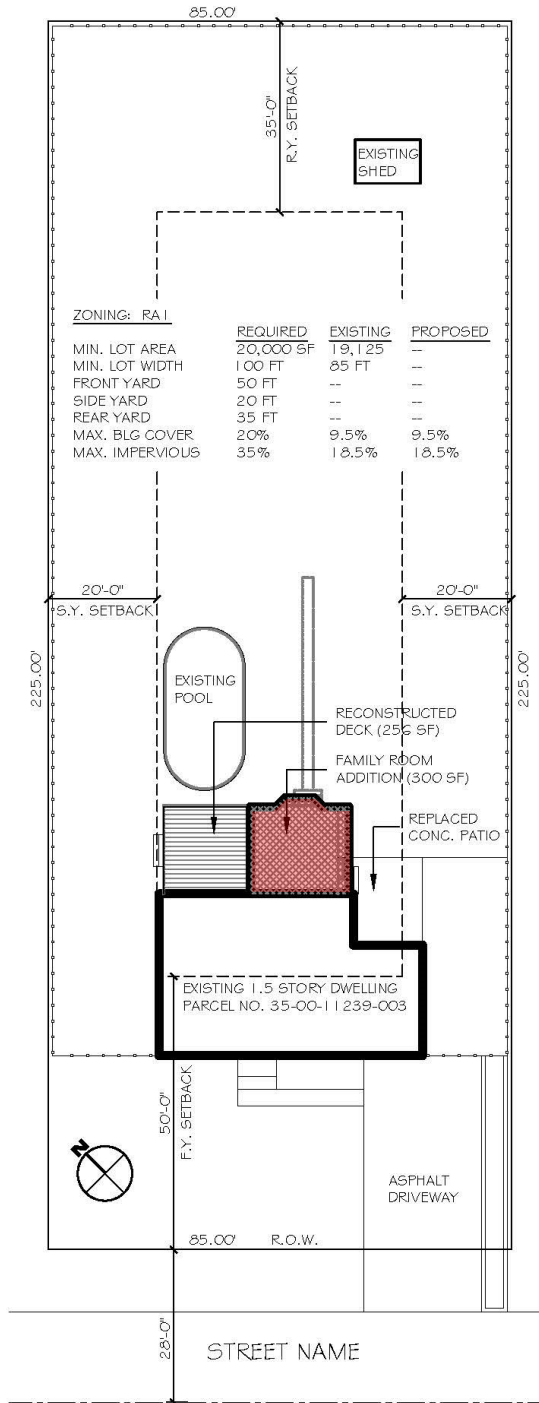 85.00'
35'-0"
R.Y. SETBACK
EXISTING
SHED
ZONING: RA1
REQUIRED EXISTING PROPOSED
MIN. LOT AREA 20,000 SF 19,125 --
MIN. LOT WIDTH 100 FT 85 FT --
FRONT YARD 50 FT -- --
SIDE YARD 20 FT -- --
REAR YARD 35 FT -- --
MAX. BLG COVER 20% 9.5% 9.5%
MAX. IMPERVIOUS 35% 18.5% 18.5%
20'-0"
S.Y. SETBACK
20'-0"
S.Y. SETBACK
225.00'
225.00'
EXISTING
POOL
RECONSTRUCTED
DECK (256 SF)
FAMILY ROOM
ADDITION (300 SF)
REPLACED
CONC. PATIO
EXISTING 1.5 STORY DWELLING
PARCEL NO. 35-00-11239-003
50'-0"
F.Y. SETBACK
N
ASPHALT
DRIVEWAY
85.00' R.O.W.
28'-0"
STREET NAME